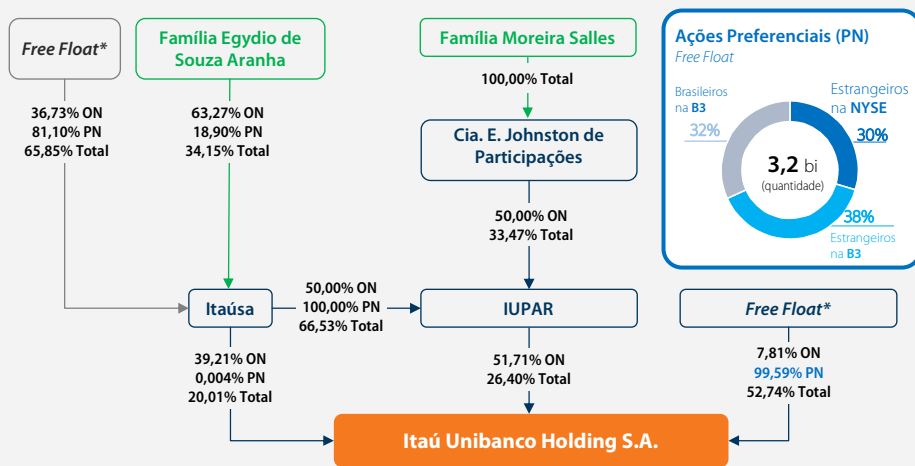 Free Float*
36,73% ON
81,10% PN
65,85% Total
Família Egydio de
Souza Aranha
63,27% ON
18,90% PN
34,15% Total
Família Moreira Salles
100,00% Total
Cia. E. Johnston de
Participações
50,00% ON
33,47% Total
Ações Preferenciais (PN)
Free Float
Brasileiros
na B3
32%
Estrangeiros
na NYSE
30%
3,2 bi
(quantidade)
38%
Estrangeiros
na B3
Itaúsa
50,00% ON
100,00% PN
66,53% Total
IUPAR
Free Float*
39,21% ON
0,004% PN
20,01% Total
51,71% ON
26,40% Total
7,81% ON
99,59% PN
52,74% Total
Itaú Unibanco Holding S.A.